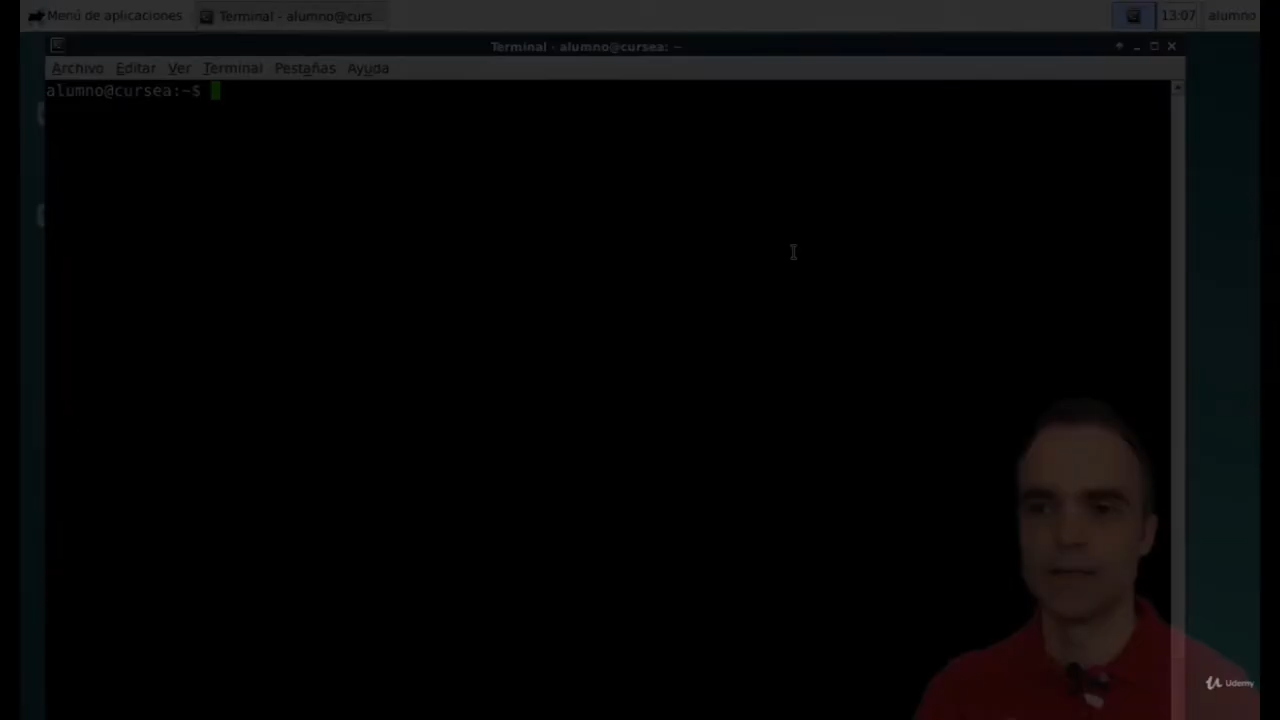 Menú de aplicaciones
Terminal - alumno@curs...
13:07
alumno
Terminal - alumno@cursea: ~
Archivo Editar Ver Terminal Pestañas Ayuda
alumno@cursea:~$
Udemy